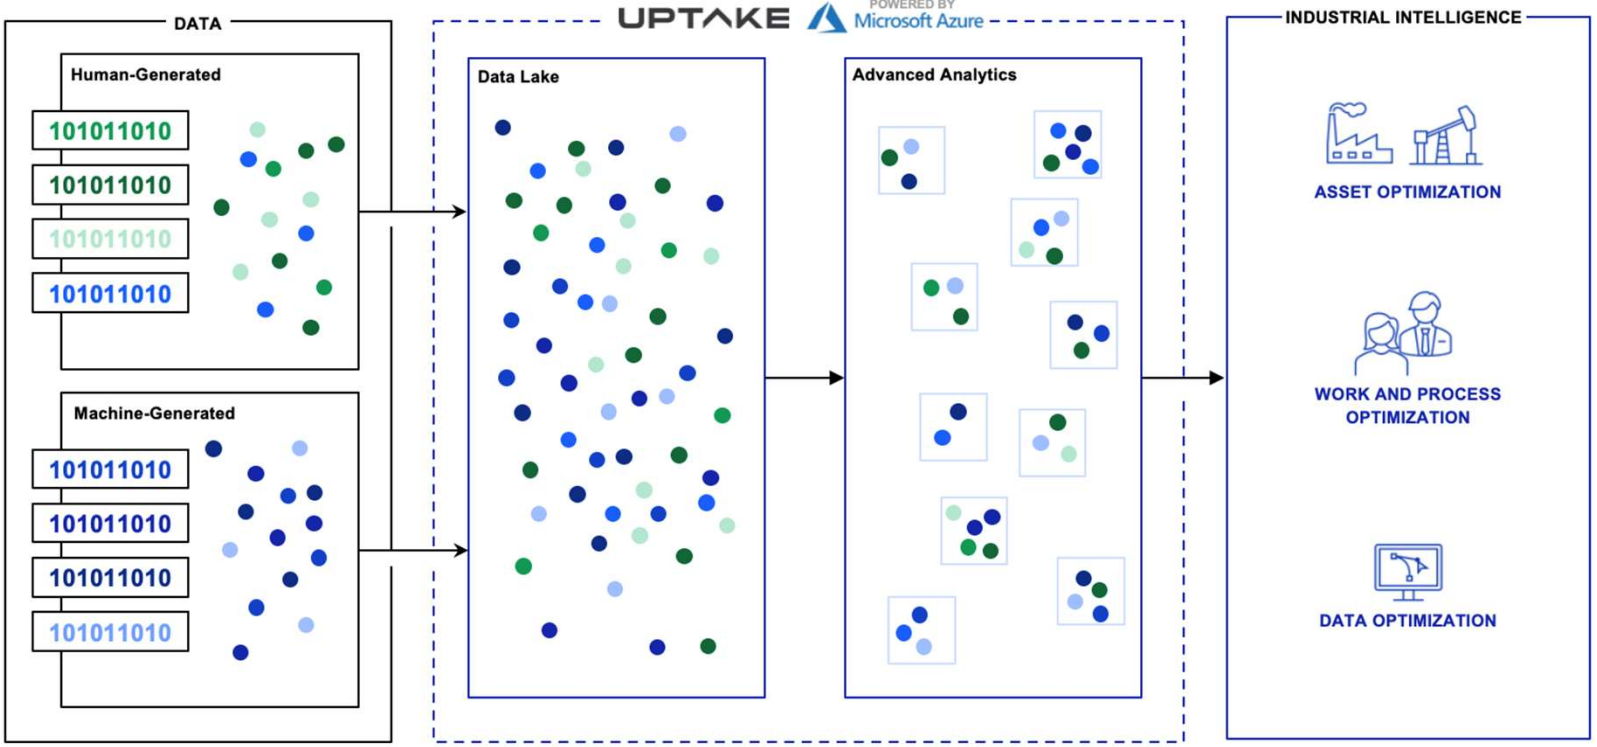 DATA
Human-Generated
101011010
101011010
101011010
101011010
Machine-Generated
101011010
101011010
101011010
101011010
UPTAKE
POWERED BY
Microsoft Azure
Data Lake
Advanced Analytics
INDUSTRIAL INTELLIGENCE
ASSET OPTIMIZATION
WORK AND PROCESS
OPTIMIZATION
DATA OPTIMIZATION